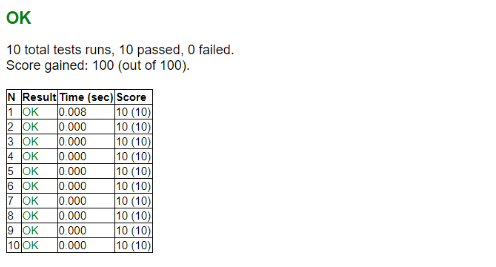 OK
10 total tests runs, 10 passed, 0 failed.
Score gained: 100 (out of 100).
N Result Time (sec) Score
1 OK 0.008 10 (10)
2 OK 0.000 10 (10)
3 OK 0.000 10 (10)
4 OK 0.000 10 (10)
5 OK 0.000 10 (10)
6 OK 0.000 10 (10)
7 OK 0.000 10 (10)
8 OK 0.000 10 (10)
9 OK 0.000 10 (10)
10 OK 0.000 10 (10)